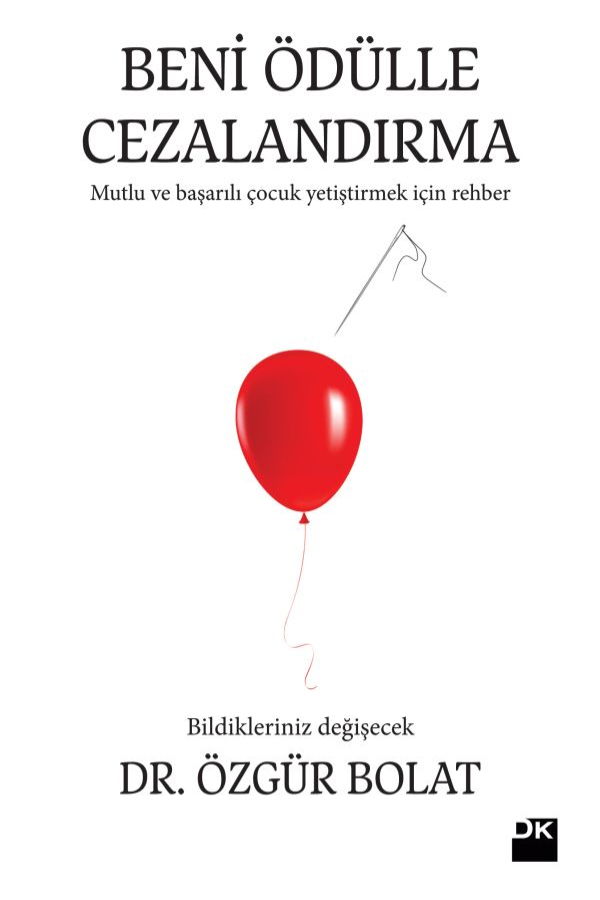 BENİ ÖDÜLLE
CEZALANDIRMA
Mutlu ve başarılı çocuk yetiştirmek için rehber
Bildikleriniz değişecek
DR. ÖZGÜR BOLAT
DK